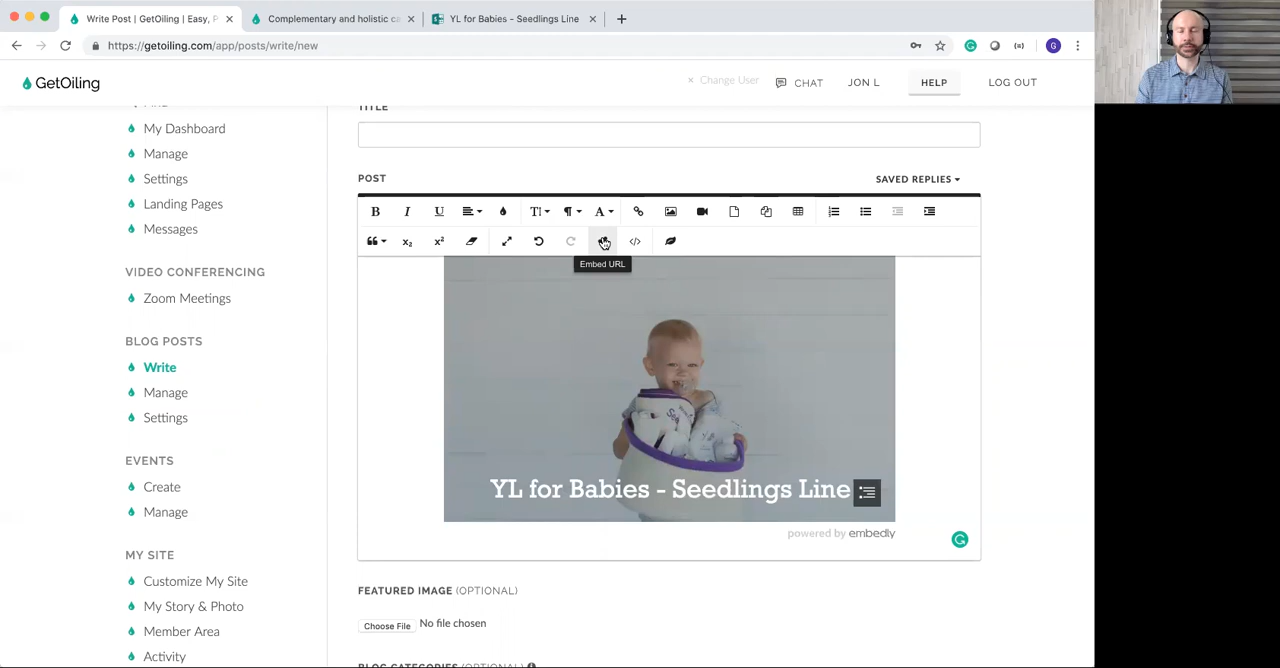 Write Post | GetOiling | Easy, P
Complementary and holistic ca
YL for Babies - Seedlings Line
https://getoiling.com/app/posts/write/new
GetOiling
× Change User
CHAT
JON L
HELP
LOG OUT
My Dashboard
Manage
Settings
Landing Pages
Messages
VIDEO CONFERENCING
Zoom Meetings
BLOG POSTS
Write
Manage
Settings
EVENTS
Create
Manage
MY SITE
Customize My Site
My Story & Photo
Member Area
Activity
TITLE
POST
SAVED REPLIES
Embed URL
YL for Babies - Seedlings Line
powered by embedly
FEATURED IMAGE (OPTIONAL)
Choose File No file chosen
BLOG CATEGORIES (OPTIONAL)